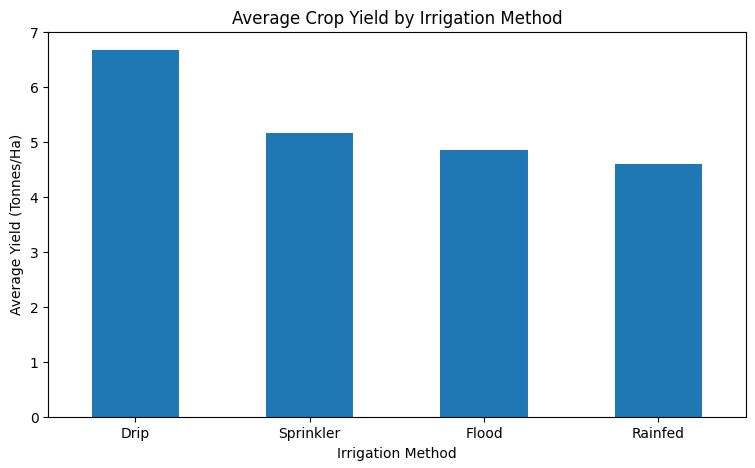 Average Crop Yield by Irrigation Method
7
6
5
4
3
2
1
0
Average Yield (Tonnes/Ha)
Drip Sprinkler Flood Rainfed
Irrigation Method